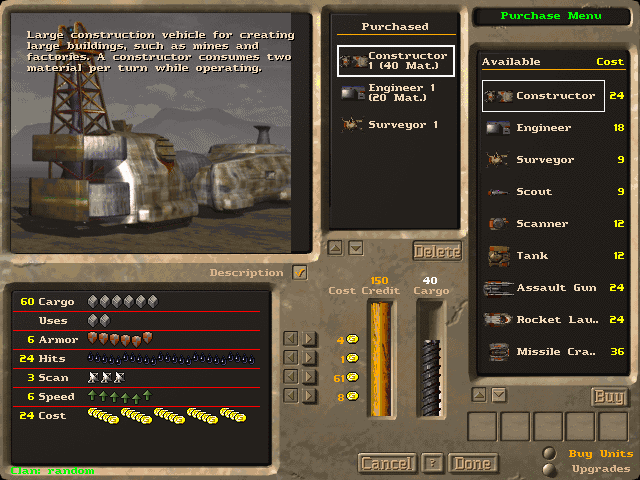 Large construction vehicle for creating
large buildings, such as mines and
factories. A constructor consumes two
material per turn while operating.
Description
Purchased
Constructor
1 (40 Mat.)
Engineer 1
(20 Mat.)
Surveyor 1
Delete
Purchase Menu
Available Cost
Constructor 24
Engineer 18
Surveyor 9
Scout 9
Scanner 12
Tank 12
Assault Gun 24
Rocket Lau.. 24
Missile Cra.. 36
Buy
Buy Units
Upgrades
60 Cargo
Uses
6 Armor
24 Hits
3 Scan
6 Speed
24 Cost
Clan: random
150 40
Cost Credit Cargo
4
1
61
8
Cancel ? Done